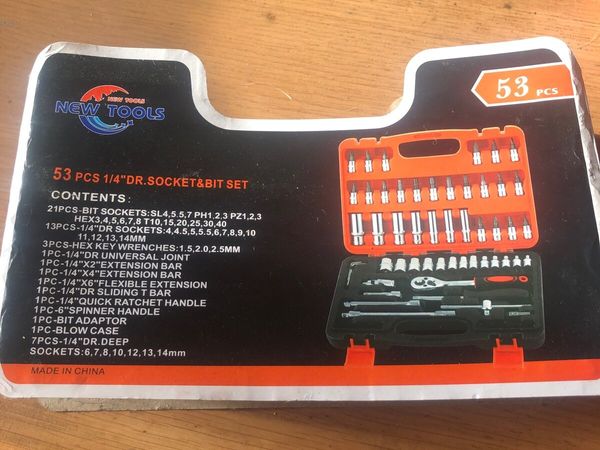 53 PCS
NEW TOOLS
NEW TOOLS
53 PCS 1/4"DR.SOCKET&BIT SET
CONTENTS:
21PCS-BIT SOCKETS:SL4,5.5,7 PH1,2,3 PZ1,2,3
HEX3,4,5,6,7,8 T10,15,20,25,30,40
13PCS-1/4"DR SOCKETS:4,4.5,5,5.5,6,7,8,9,10
11,12,13,14MM
3PCS-HEX KEY WRENCHES:1.5,2.0,2.5MM
1PC-1/4"DR UNIVERSAL JOINT
1PC-1/4"X2"EXTENSION BAR
1PC-1/4"X4"EXTENSION BAR
1PC-1/4"X6"FLEXIBLE EXTENSION
1PC-1/4"DR SLIDING T BAR
1PC-1/4"QUICK RATCHET HANDLE
1PC-6"SPINNER HANDLE
1PC-BIT ADAPTOR
1PC-BLOW CASE
7PCS-1/4"DR.DEEP
SOCKETS:6,7,8,10,12,13,14mm
MADE IN CHINA